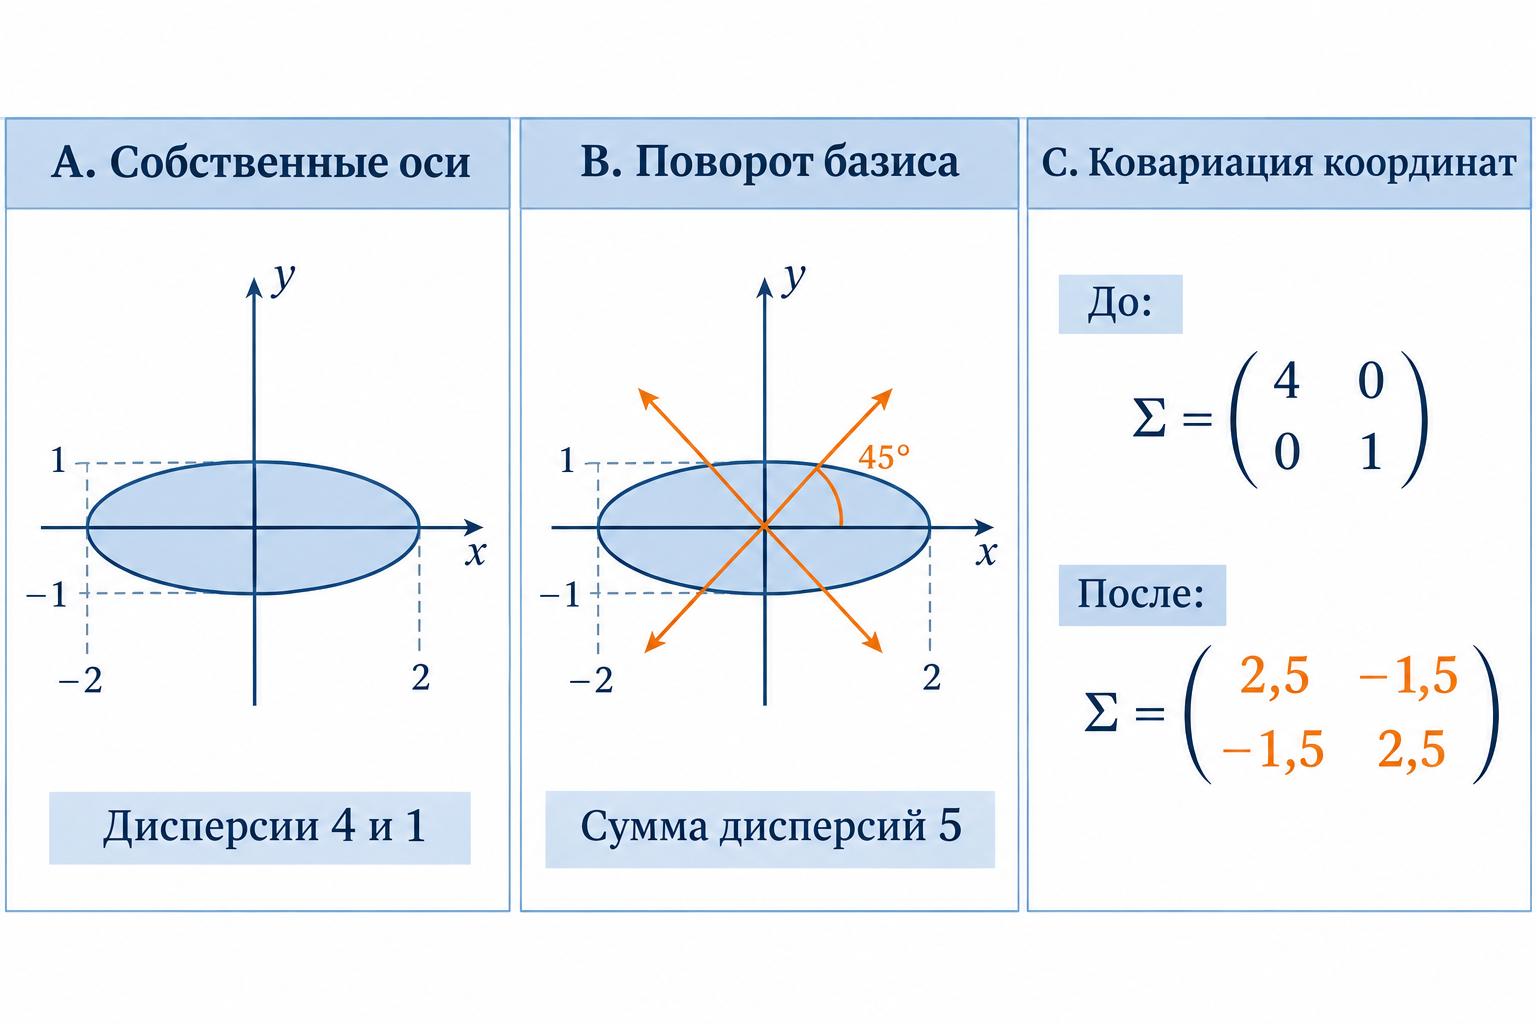 A. Собственные оси
y
1
x
−1
−2
2
Дисперсии 4 и 1
B. Поворот базиса
y
45°
1
x
−1
−2
2
Сумма дисперсий 5
C. Ковариация координат
До:
Σ = ( 4 0
0 1 )
После:
Σ = ( 2,5 −1,5
−1,5 2,5 )